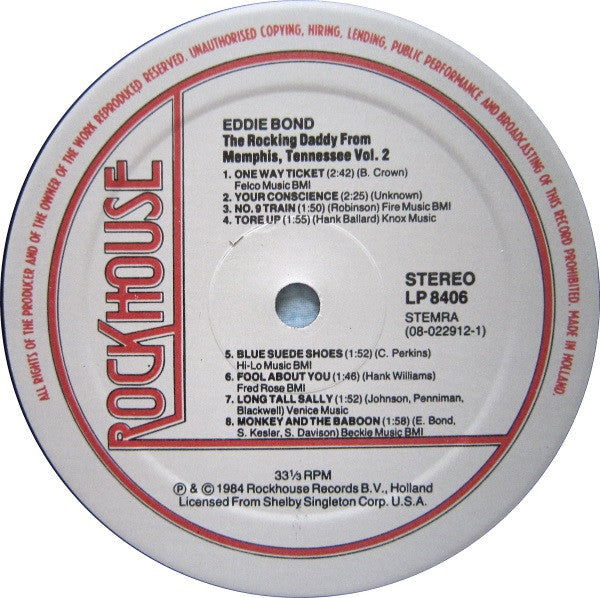 ALL RIGHTS OF THE PRODUCER AND OF THE OWNER OF THE WORK REPRODUCED RESERVED. UNAUTHORISED COPYING, HIRING, LENDING, PUBLIC PERFORMANCE AND BROADCASTING OF THIS RECORD PROHIBITED. MADE IN HOLLAND.
ROCKHOUSE
EDDIE BOND
The Rocking Daddy From
Memphis, Tennessee Vol. 2
1. ONE WAY TICKET (2:42) (B. Crown)
Felco Music BMI
2. YOUR CONSCIENCE (2:25) (Unknown)
3. NO. 9 TRAIN (1:50) (Robinson) Fire Music BMI
4. TORE UP (1:55) (Hank Ballard) Knox Music
STEREO
LP 8406
STEMRA
(08-022912-1)
5. BLUE SUEDE SHOES (1:52) (C. Perkins)
Hi-Lo Music BMI
6. FOOL ABOUT YOU (1:46) (Hank Williams)
Fred Rose BMI
7. LONG TALL SALLY (1:52) (Johnson, Penniman,
Blackwell) Venice Music
8. MONKEY AND THE BABOON (1:58) (E. Bond,
S. Kesler, S. Davison) Beckie Music BMI
33⅓ RPM
℗ & © 1984 Rockhouse Records B.V., Holland
Licensed From Shelby Singleton Corp. U.S.A.